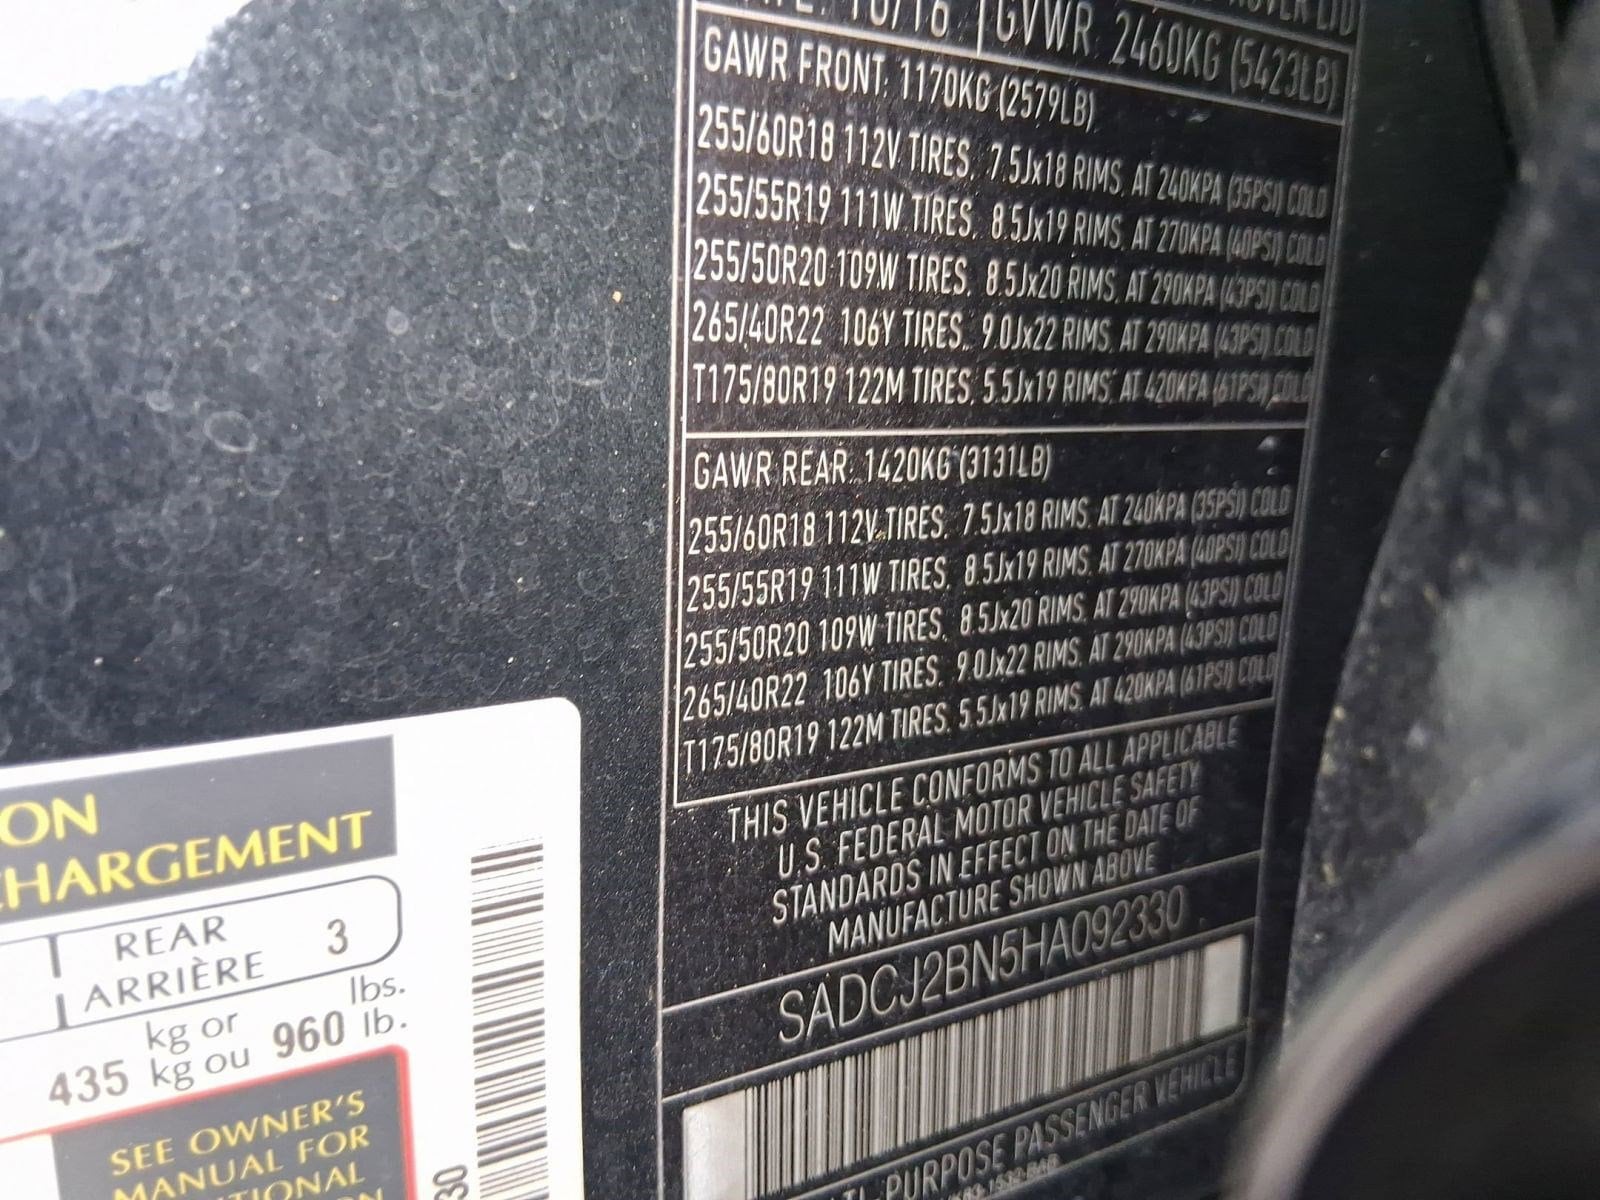 ROVER LTD
10/16 GVWR: 2460KG (5423LB)
GAWR FRONT: 1170KG (2579LB)
255/60R18 112V TIRES, 7.5Jx18 RIMS, AT 240KPA (35PSI) COLD
255/55R19 111W TIRES, 8.5Jx19 RIMS, AT 270KPA (40PSI) COLD
255/50R20 109W TIRES, 8.5Jx20 RIMS, AT 290KPA (43PSI) COLD
265/40R22 106Y TIRES, 9.0Jx22 RIMS, AT 290KPA (43PSI) COLD
T175/80R19 122M TIRES, 5.5Jx19 RIMS, AT 420KPA (61PSI) COLD
GAWR REAR: 1420KG (3131LB)
255/60R18 112V TIRES, 7.5Jx18 RIMS, AT 240KPA (35PSI) COLD
255/55R19 111W TIRES, 8.5Jx19 RIMS, AT 270KPA (40PSI) COLD
255/50R20 109W TIRES, 8.5Jx20 RIMS, AT 290KPA (43PSI) COLD
265/40R22 106Y TIRES, 9.0Jx22 RIMS, AT 290KPA (43PSI) COLD
T175/80R19 122M TIRES, 5.5Jx19 RIMS, AT 420KPA (61PSI) COLD
THIS VEHICLE CONFORMS TO ALL APPLICABLE
U.S. FEDERAL MOTOR VEHICLE SAFETY
STANDARDS IN EFFECT ON THE DATE OF
MANUFACTURE SHOWN ABOVE
SADCJ2BN5HA092330
PURPOSE PASSENGER VEHICLE
ON
CHARGEMENT
REAR 3
ARRIÈRE
kg or lbs.
435 kg ou 960 lb.
SEE OWNER'S
MANUAL FOR
30